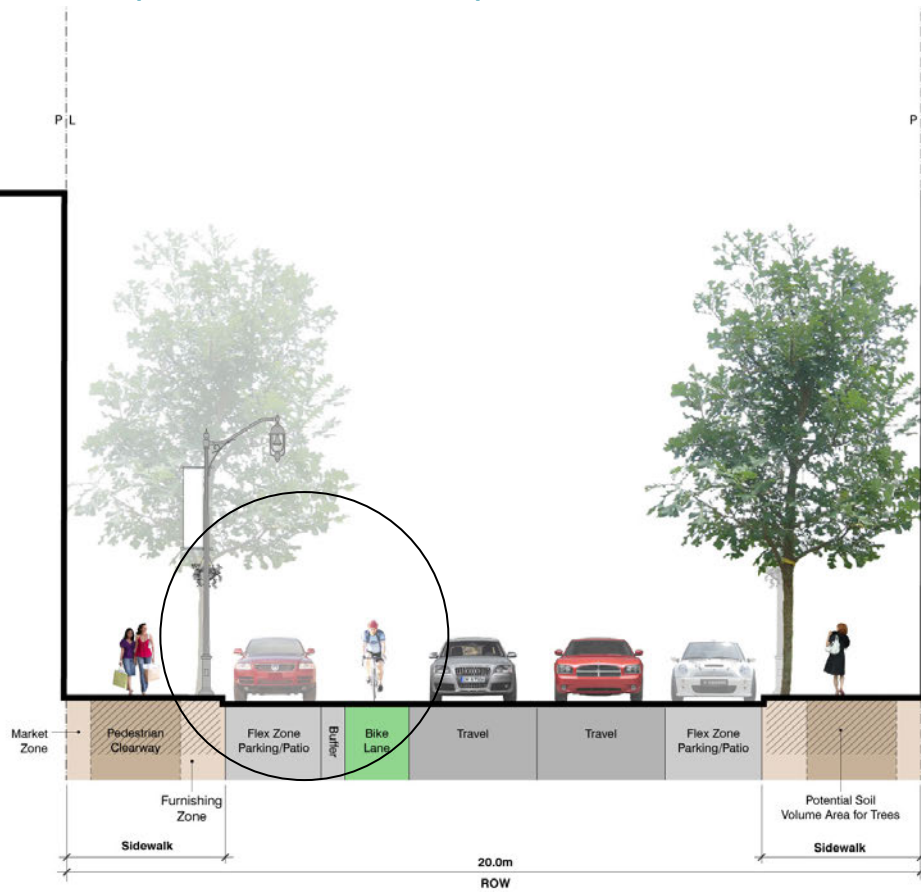 P L
P
Market
Zone
Pedestrian
Clearway
Flex Zone
Parking/Patio
Buffer
Bike
Lane
Travel
Travel
Flex Zone
Parking/Patio
Furnishing
Zone
Potential Soil
Volume Area for Trees
Sidewalk
Sidewalk
20.0m
ROW